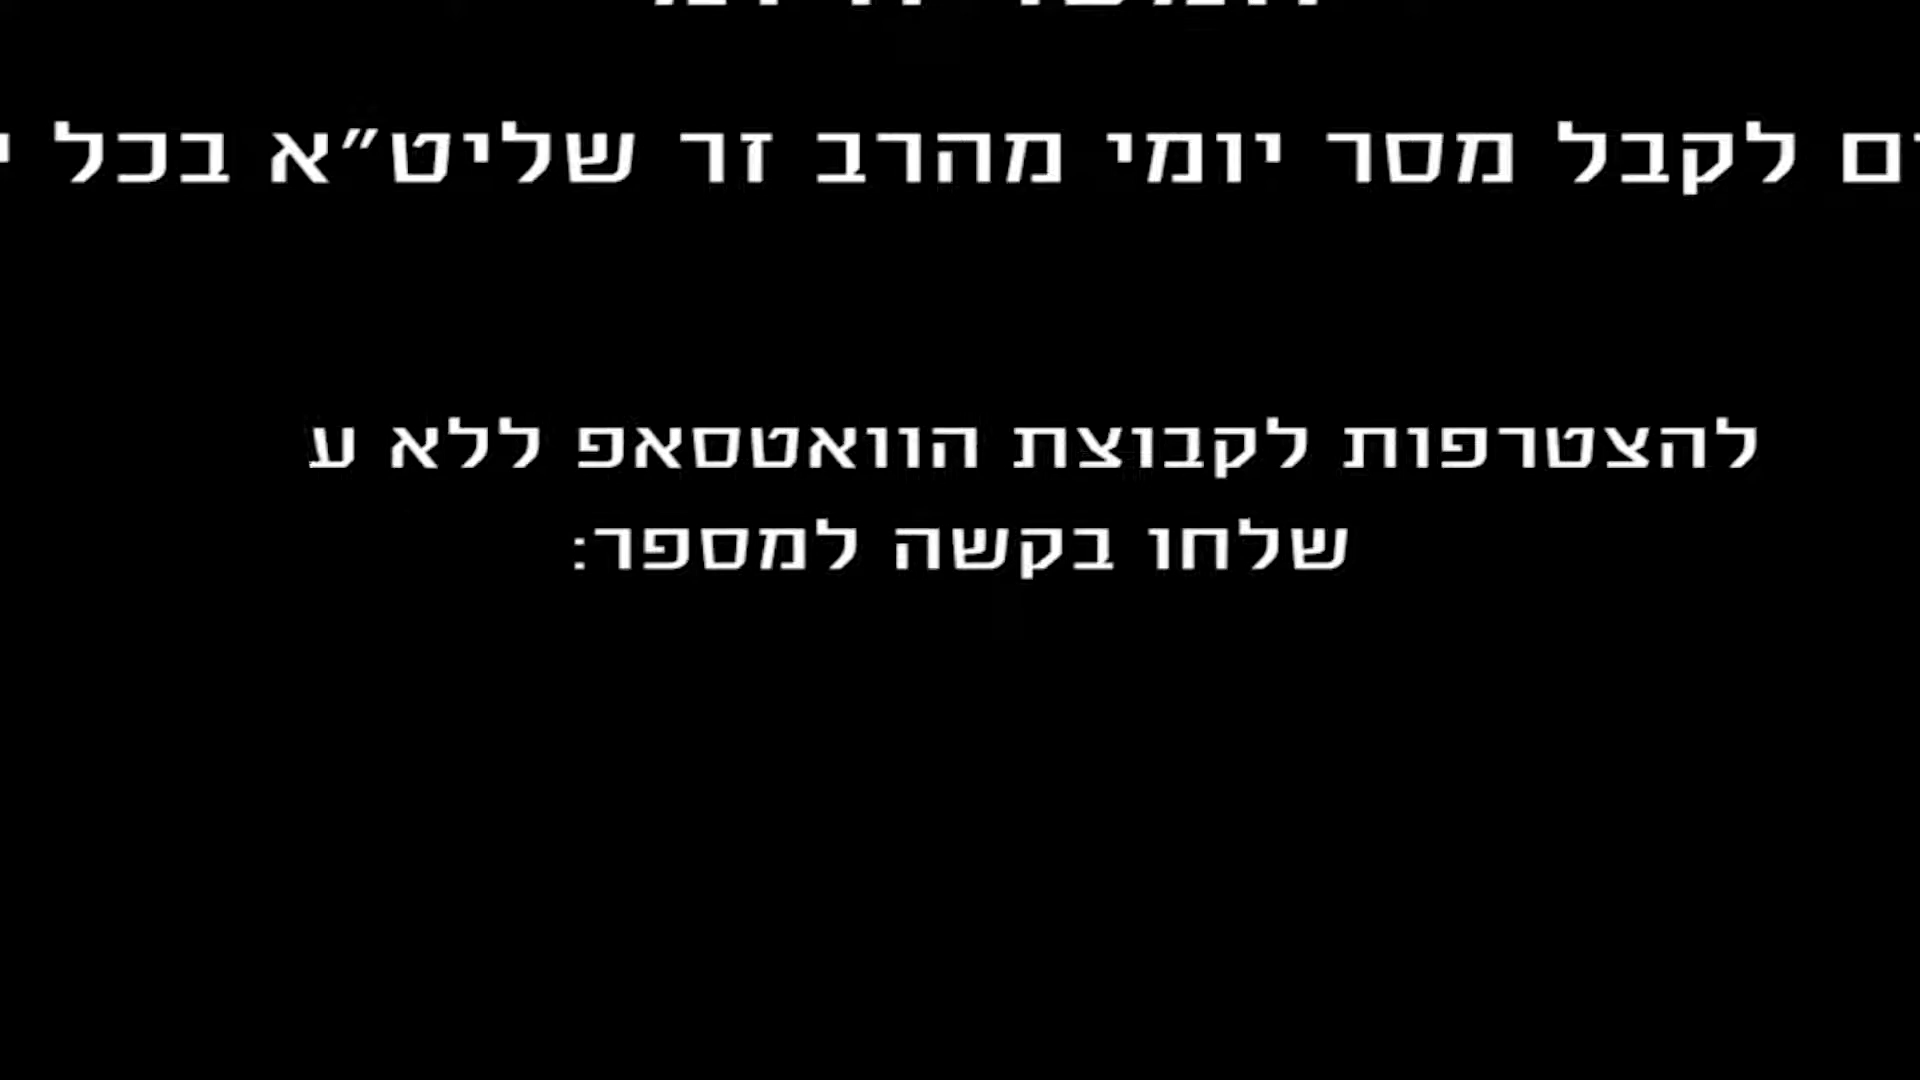 לקבל מסר יומי מהרב זר שליט"א בכל
להצטרפות לקבוצת הוואטסאפ ללא ע
שלחו בקשה למספר: